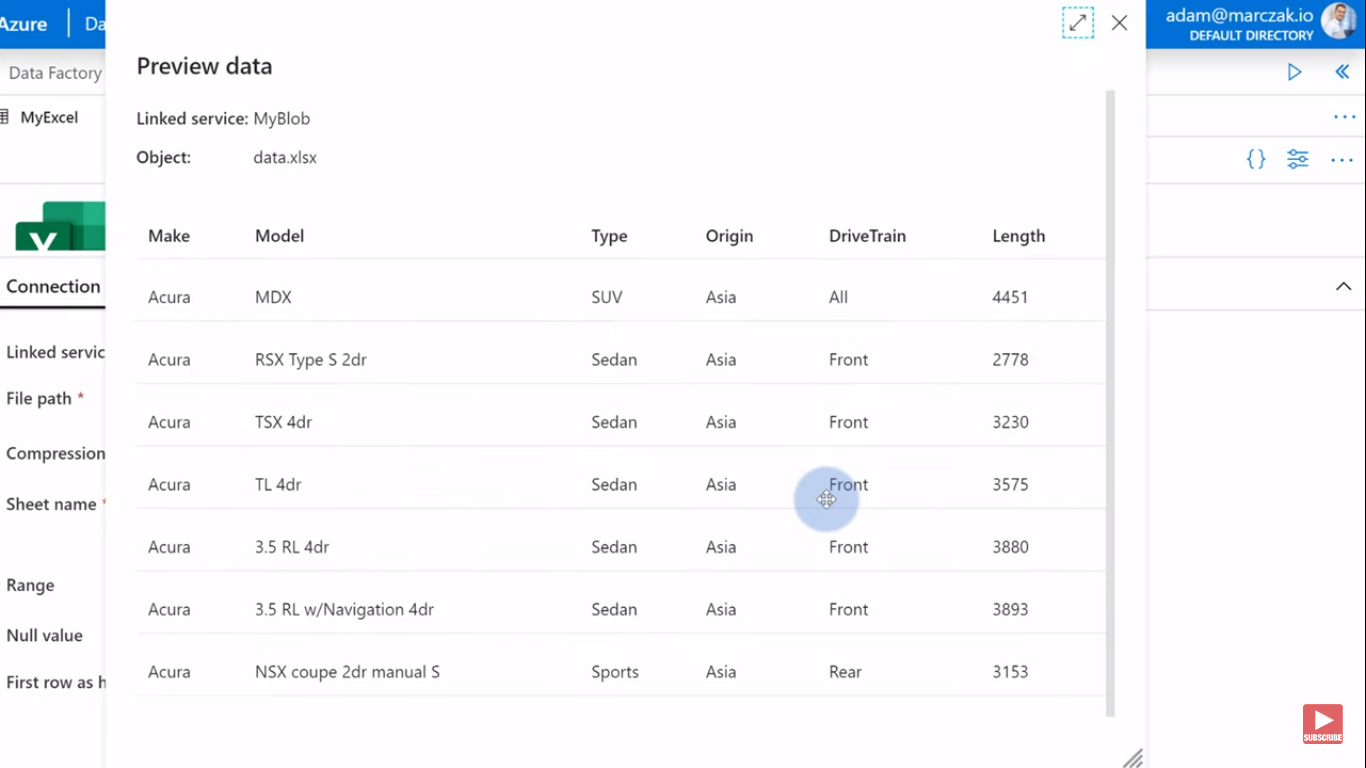 Azure | Da
adam@marczak.io
DEFAULT DIRECTORY
Data Factory
MyExcel
Connection
Linked servic
File path *
Compression
Sheet name *
Range
Null value
First row as h
Preview data
Linked service: MyBlob
Object: data.xlsx
Make Model Type Origin DriveTrain Length
Acura MDX SUV Asia All 4451
Acura RSX Type S 2dr Sedan Asia Front 2778
Acura TSX 4dr Sedan Asia Front 3230
Acura TL 4dr Sedan Asia Front 3575
Acura 3.5 RL 4dr Sedan Asia Front 3880
Acura 3.5 RL w/Navigation 4dr Sedan Asia Front 3893
Acura NSX coupe 2dr manual S Sports Asia Rear 3153
SUBSCRIBE